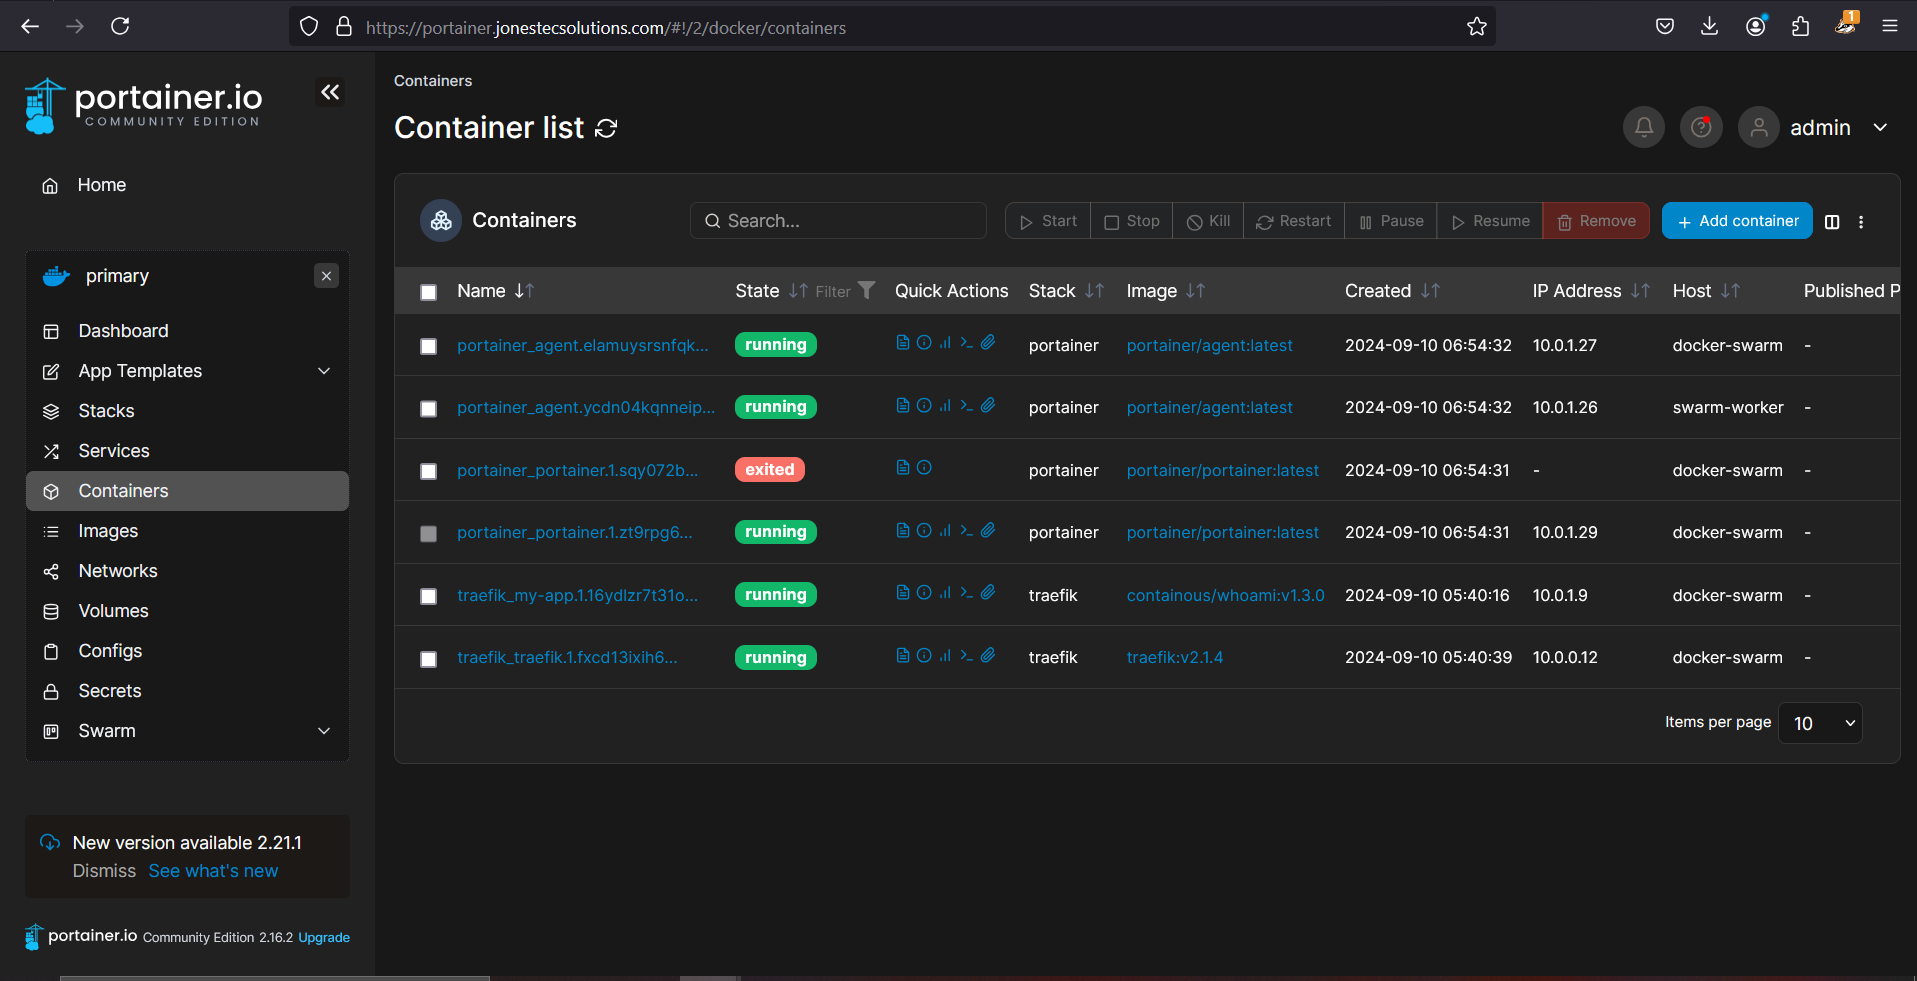 https://portainer.jonestecsolutions.com/#!/2/docker/containers
1
portainer.io
COMMUNITY EDITION
Home
primary
Dashboard
App Templates
Stacks
Services
Containers
Images
Networks
Volumes
Configs
Secrets
Swarm
New version available 2.21.1
Dismiss See what's new
portainer.io Community Edition 2.16.2 Upgrade
Containers
Container list
admin
Containers
Search...
Start Stop Kill Restart Pause Resume Remove + Add container
Name State Filter Quick Actions Stack Image Created IP Address Host Published P
portainer_agent.elamuysrsnfqk... running portainer portainer/agent:latest 2024-09-10 06:54:32 10.0.1.27 docker-swarm -
portainer_agent.ycdn04kqnneip... running portainer portainer/agent:latest 2024-09-10 06:54:32 10.0.1.26 swarm-worker -
portainer_portainer.1.sqy072b... exited portainer portainer/portainer:latest 2024-09-10 06:54:31 - docker-swarm -
portainer_portainer.1.zt9rpg6... running portainer portainer/portainer:latest 2024-09-10 06:54:31 10.0.1.29 docker-swarm -
traefik_my-app.1.16ydlzr7t31o... running traefik containous/whoami:v1.3.0 2024-09-10 05:40:16 10.0.1.9 docker-swarm -
traefik_traefik.1.fxcd13ixih6... running traefik traefik:v2.1.4 2024-09-10 05:40:39 10.0.0.12 docker-swarm -
Items per page 10